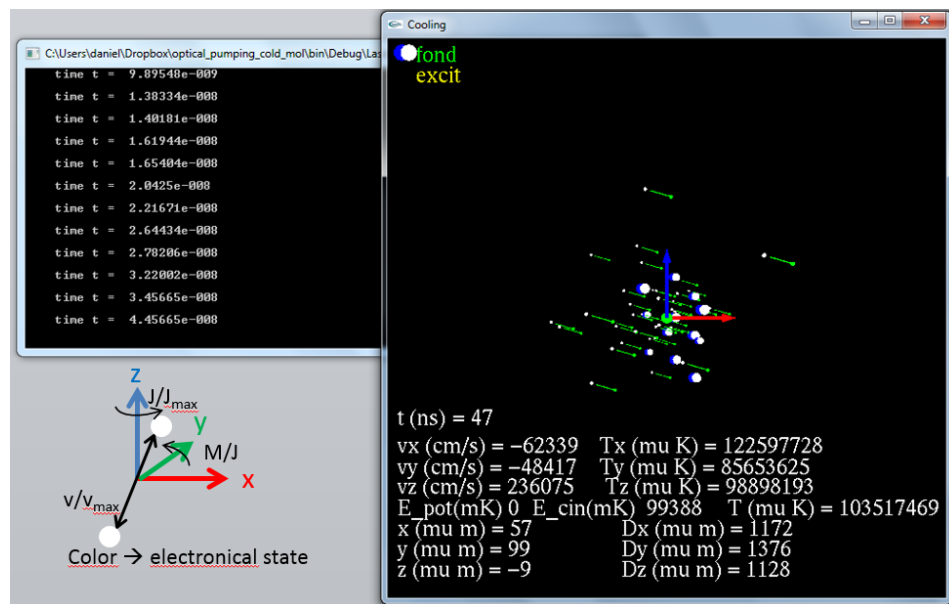 Cooling
C:\Users\daniel\Dropbox\optical_pumping_cold_mol\bin\Debug\Las
time t = 9.89548e-009
time t = 1.38334e-008
time t = 1.40181e-008
time t = 1.61944e-008
time t = 1.65404e-008
time t = 2.0425e-008
time t = 2.21671e-008
time t = 2.64434e-008
time t = 2.78206e-008
time t = 3.22002e-008
time t = 3.45665e-008
time t = 4.45665e-008
fond
excit
t (ns) = 47
vx (cm/s) = -62339 Tx (mu K) = 122597728
vy (cm/s) = -48417 Ty (mu K) = 85653625
vz (cm/s) = 236075 Tz (mu K) = 98898193
E_pot(mK) 0 E_cin(mK) 99388 T (mu K) = 103517469
x (mu m) = 57 Dx (mu m) = 1172
y (mu m) = 99 Dy (mu m) = 1376
z (mu m) = -9 Dz (mu m) = 1128
z
J/Jmax
y
M/J
x
v/vmax
Color → electronical state